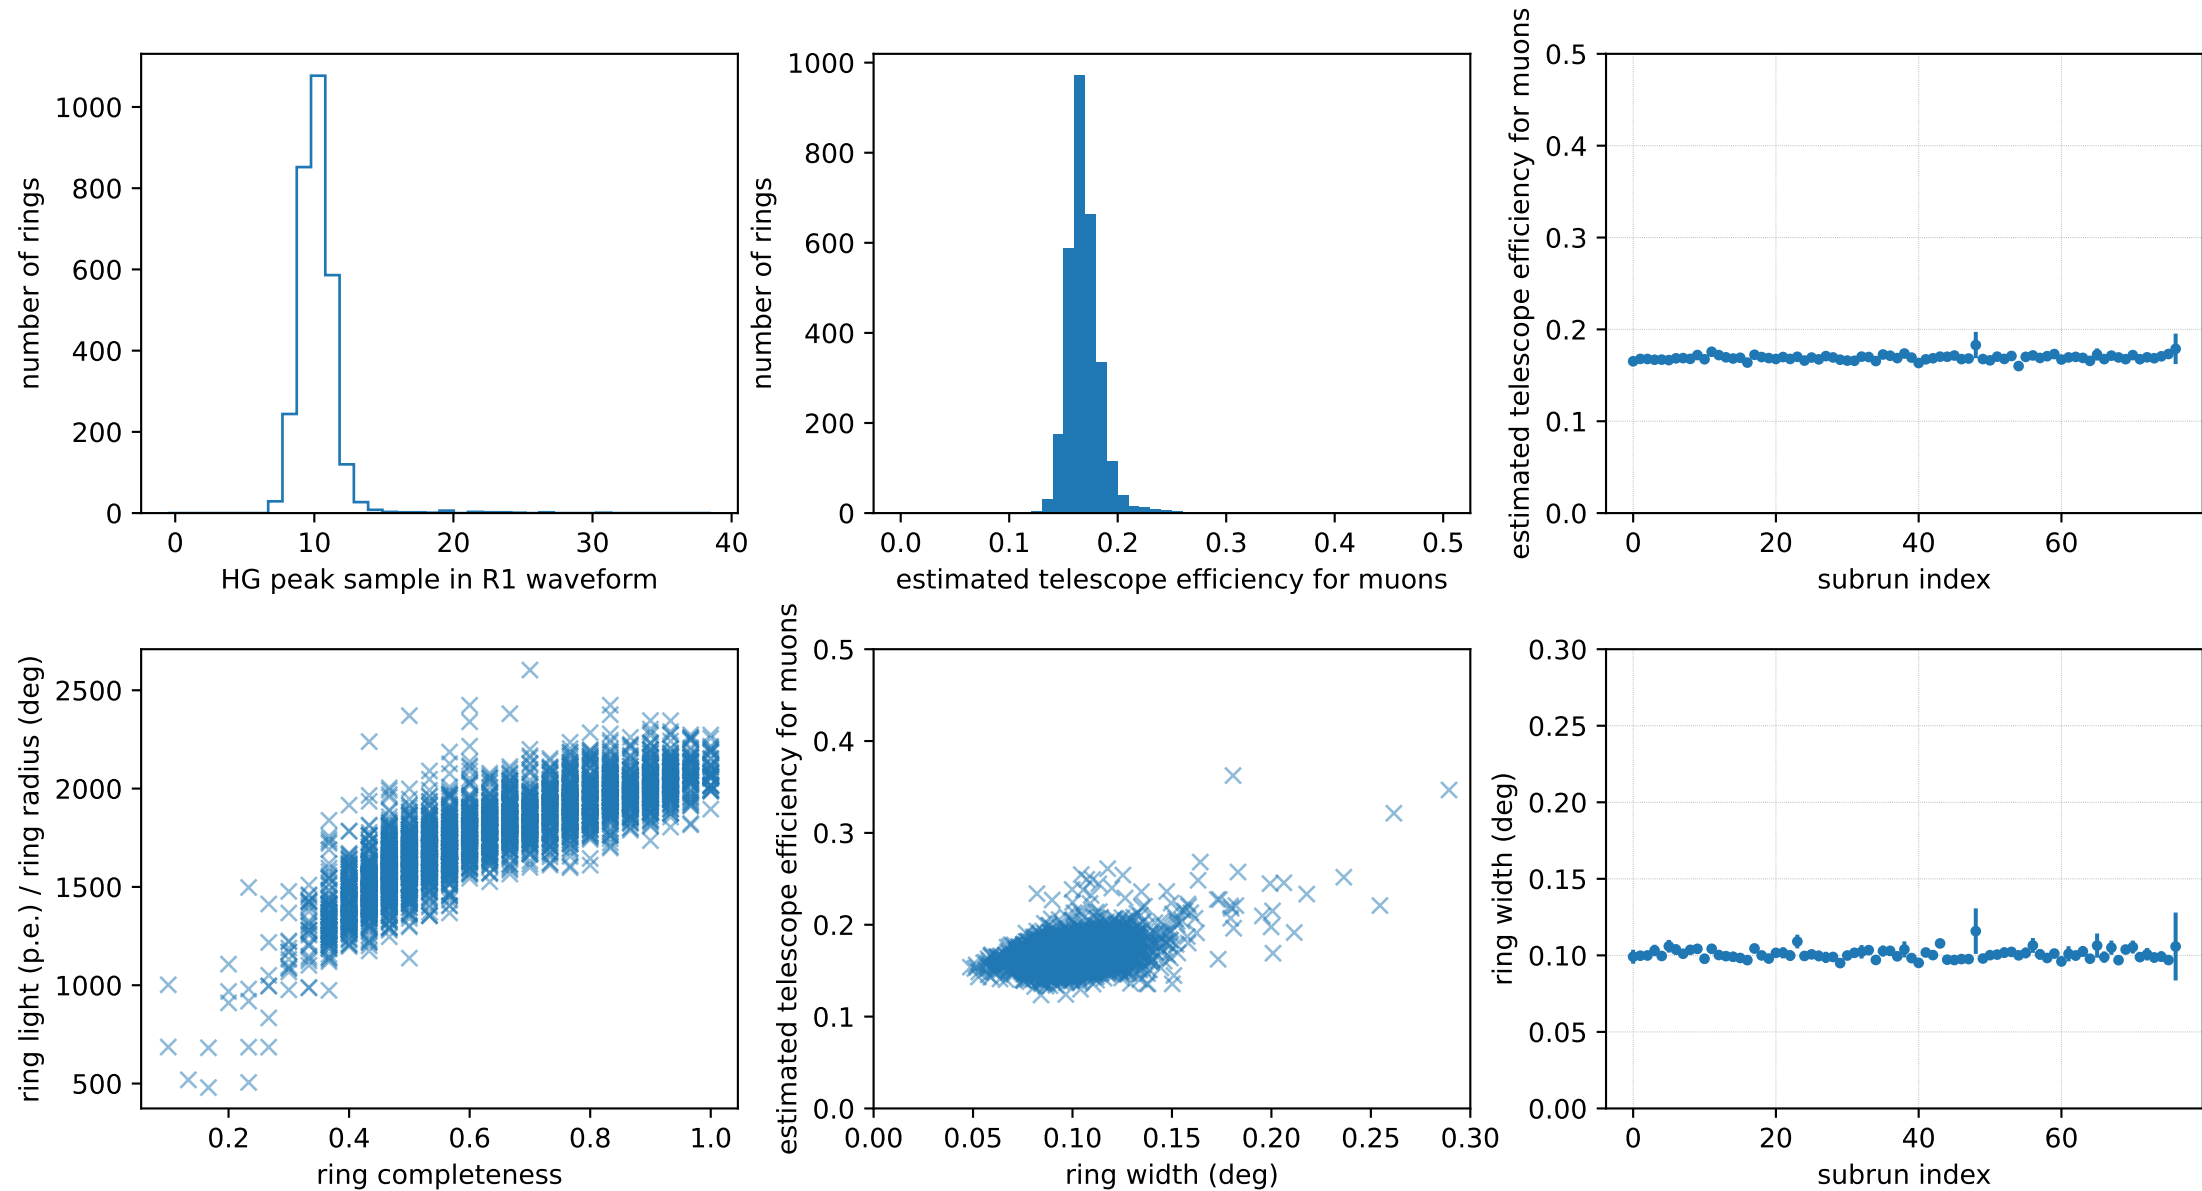 number of rings
1000
800
600
400
200
0
0 10 20 30 40
HG peak sample in R1 waveform
number of rings
1000
800
600
400
200
0
0.0 0.1 0.2 0.3 0.4 0.5
estimated telescope efficiency for muons
estimated telescope efficiency for muons
0.5
0.4
0.3
0.2
0.1
0.0
0 20 40 60
subrun index
ring light (p.e.) / ring radius (deg)
2500
2000
1500
1000
500
0.2 0.4 0.6 0.8 1.0
ring completeness
estimated telescope efficiency for muons
0.5
0.4
0.3
0.2
0.1
0.0
0.00 0.05 0.10 0.15 0.20 0.25 0.30
ring width (deg)
ring width (deg)
0.30
0.25
0.20
0.15
0.10
0.05
0.00
0 20 40 60
subrun index